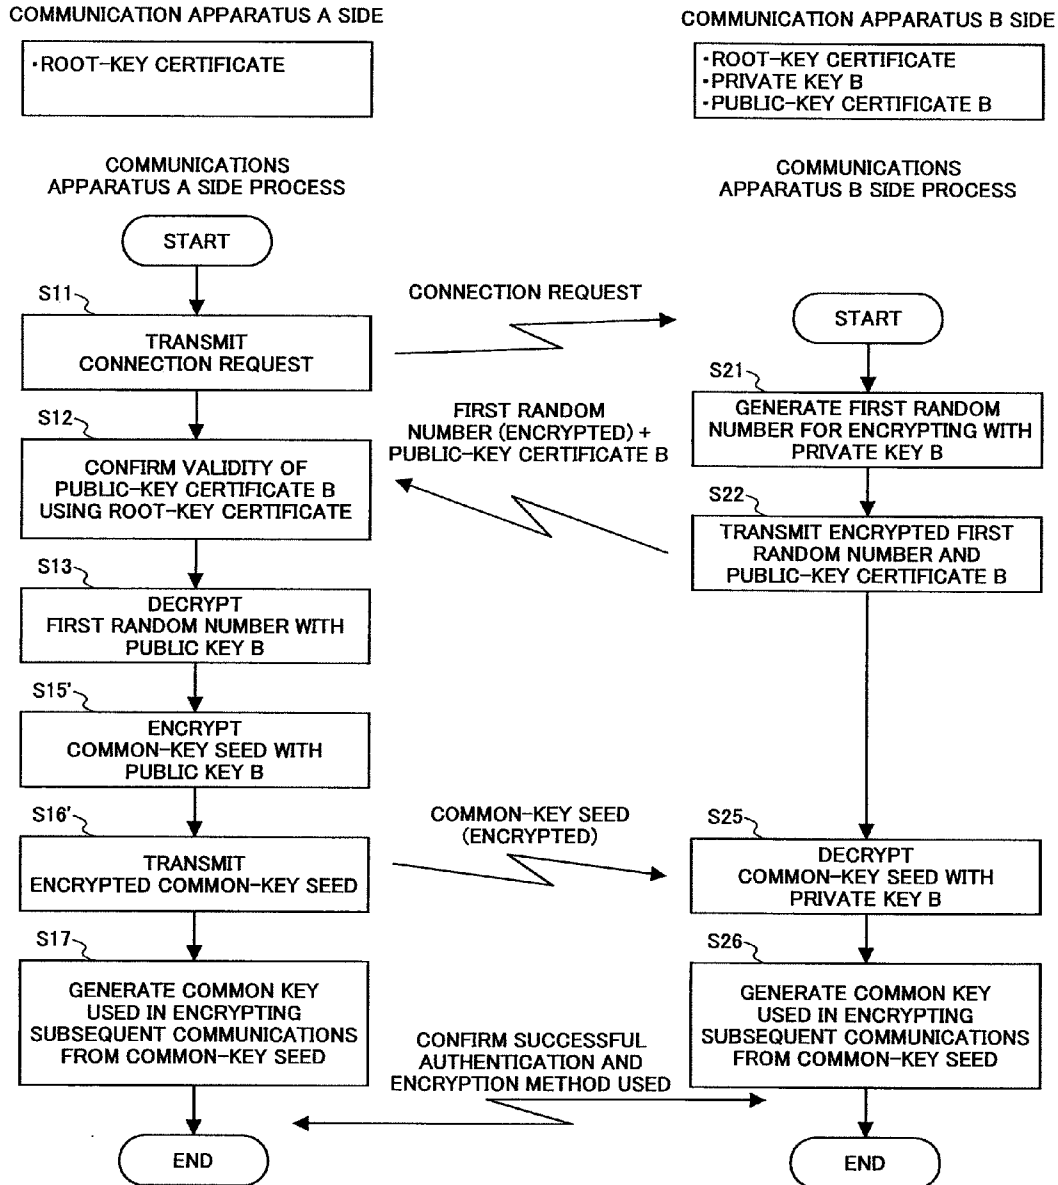 COMMUNICATION APPARATUS A SIDE
·ROOT-KEY CERTIFICATE
COMMUNICATION APPARATUS B SIDE
·ROOT-KEY CERTIFICATE
·PRIVATE KEY B
·PUBLIC-KEY CERTIFICATE B
COMMUNICATIONS
APPARATUS A SIDE PROCESS
COMMUNICATIONS
APPARATUS B SIDE PROCESS
START
S11
TRANSMIT
CONNECTION REQUEST
CONNECTION REQUEST
START
S21
GENERATE FIRST RANDOM
NUMBER FOR ENCRYPTING WITH
PRIVATE KEY B
S12
CONFIRM VALIDITY OF
PUBLIC-KEY CERTIFICATE B
USING ROOT-KEY CERTIFICATE
FIRST RANDOM
NUMBER (ENCRYPTED) +
PUBLIC-KEY CERTIFICATE B
S22
TRANSMIT ENCRYPTED FIRST
RANDOM NUMBER AND
PUBLIC-KEY CERTIFICATE B
S13
DECRYPT
FIRST RANDOM NUMBER WITH
PUBLIC KEY B
S15'
ENCRYPT
COMMON-KEY SEED WITH
PUBLIC KEY B
S16'
TRANSMIT
ENCRYPTED COMMON-KEY SEED
COMMON-KEY SEED
(ENCRYPTED)
S25
DECRYPT
COMMON-KEY SEED WITH
PRIVATE KEY B
S17
GENERATE COMMON KEY
USED IN ENCRYPTING
SUBSEQUENT COMMUNICATIONS
FROM COMMON-KEY SEED
S26
GENERATE COMMON KEY
USED IN ENCRYPTING
SUBSEQUENT COMMUNICATIONS
FROM COMMON-KEY SEED
CONFIRM SUCCESSFUL
AUTHENTICATION AND
ENCRYPTION METHOD USED
END
END